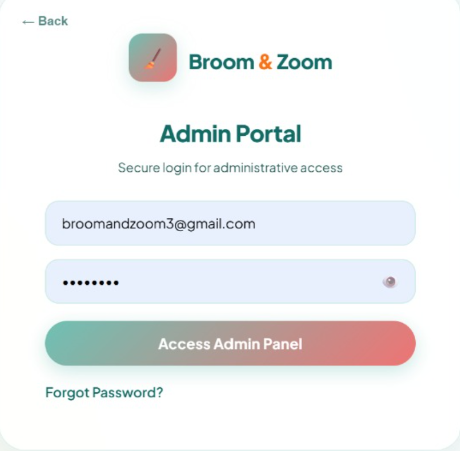 ← Back
Broom & Zoom
Admin Portal
Secure login for administrative access
broomandzoom3@gmail.com
••••••••
Access Admin Panel
Forgot Password?